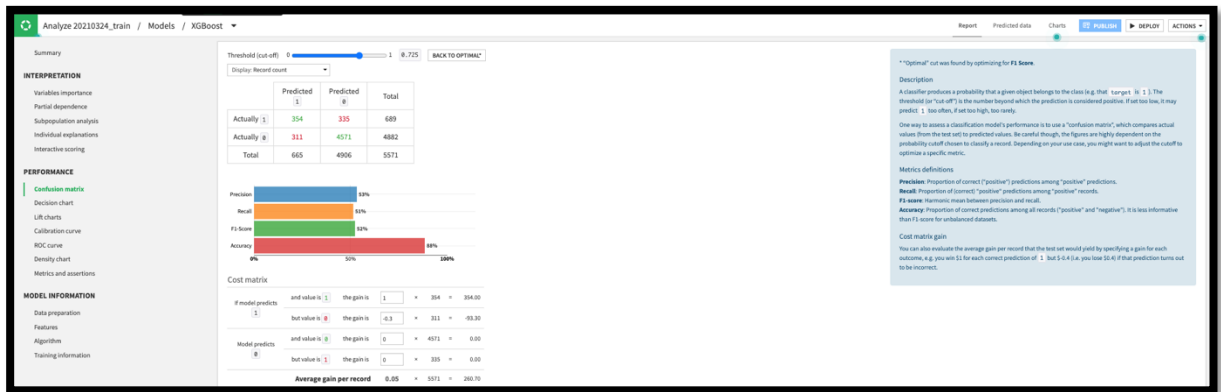 Analyze 20210324_train / Models / XGBoost
Report Predicted data Charts PUBLISH DEPLOY ACTIONS
Summary
INTERPRETATION
Variables importance
Partial dependence
Subpopulation analysis
Individual explanations
Interactive scoring
PERFORMANCE
Confusion matrix
Decision chart
Lift charts
Calibration curve
ROC curve
Density chart
Metrics and assertions
MODEL INFORMATION
Data preparation
Features
Algorithm
Training information
Threshold (cut-off) 0 1 0.725 BACK TO OPTIMAL*
Display: Record count
Predicted 1 Predicted 0 Total
Actually 1 354 335 689
Actually 0 311 4571 4882
Total 665 4906 5571
Precision 53%
Recall 51%
F1-Score 52%
Accuracy 88%
0% 50% 100%
Cost matrix
If model predicts 1
and value is 1 the gain is 1 × 354 = 354.00
but value is 0 the gain is -0.3 × 311 = -93.30
Model predicts 0
and value is 0 the gain is 0 × 4571 = 0.00
but value is 1 the gain is 0 × 335 = 0.00
Average gain per record 0.05 × 5571 = 260.70
* "Optimal" cut was found by optimizing for F1 Score.
Description
A classifier produces a probability that a given object belongs to the class (e.g. that target is 1 ). The
threshold (or "cut-off") is the number beyond which the prediction is considered positive. If set too low, it may
predict 1 too often, if set too high, too rarely.
One way to assess a classification model's performance is to use a "confusion matrix", which compares actual
values (from the test set) to predicted values. Be careful though, the figures are highly dependent on the
probability cutoff chosen to classify a record. Depending on your use case, you might want to adjust the cutoff to
optimize a specific metric.
Metrics definitions
Precision: Proportion of correct ("positive") predictions among "positive" predictions.
Recall: Proportion of (correct) "positive" predictions among "positive" records.
F1-score: Harmonic mean between precision and recall.
Accuracy: Proportion of correct predictions among all records ("positive" and "negative"). It is less informative
than F1-score for unbalanced datasets.
Cost matrix gain
You can also evaluate the average gain per record that the test set would yield by specifying a gain for each
outcome, e.g. you win $1 for each correct prediction of 1 but $-0.4 (i.e. you lose $0.4) if that prediction turns out
to be incorrect.